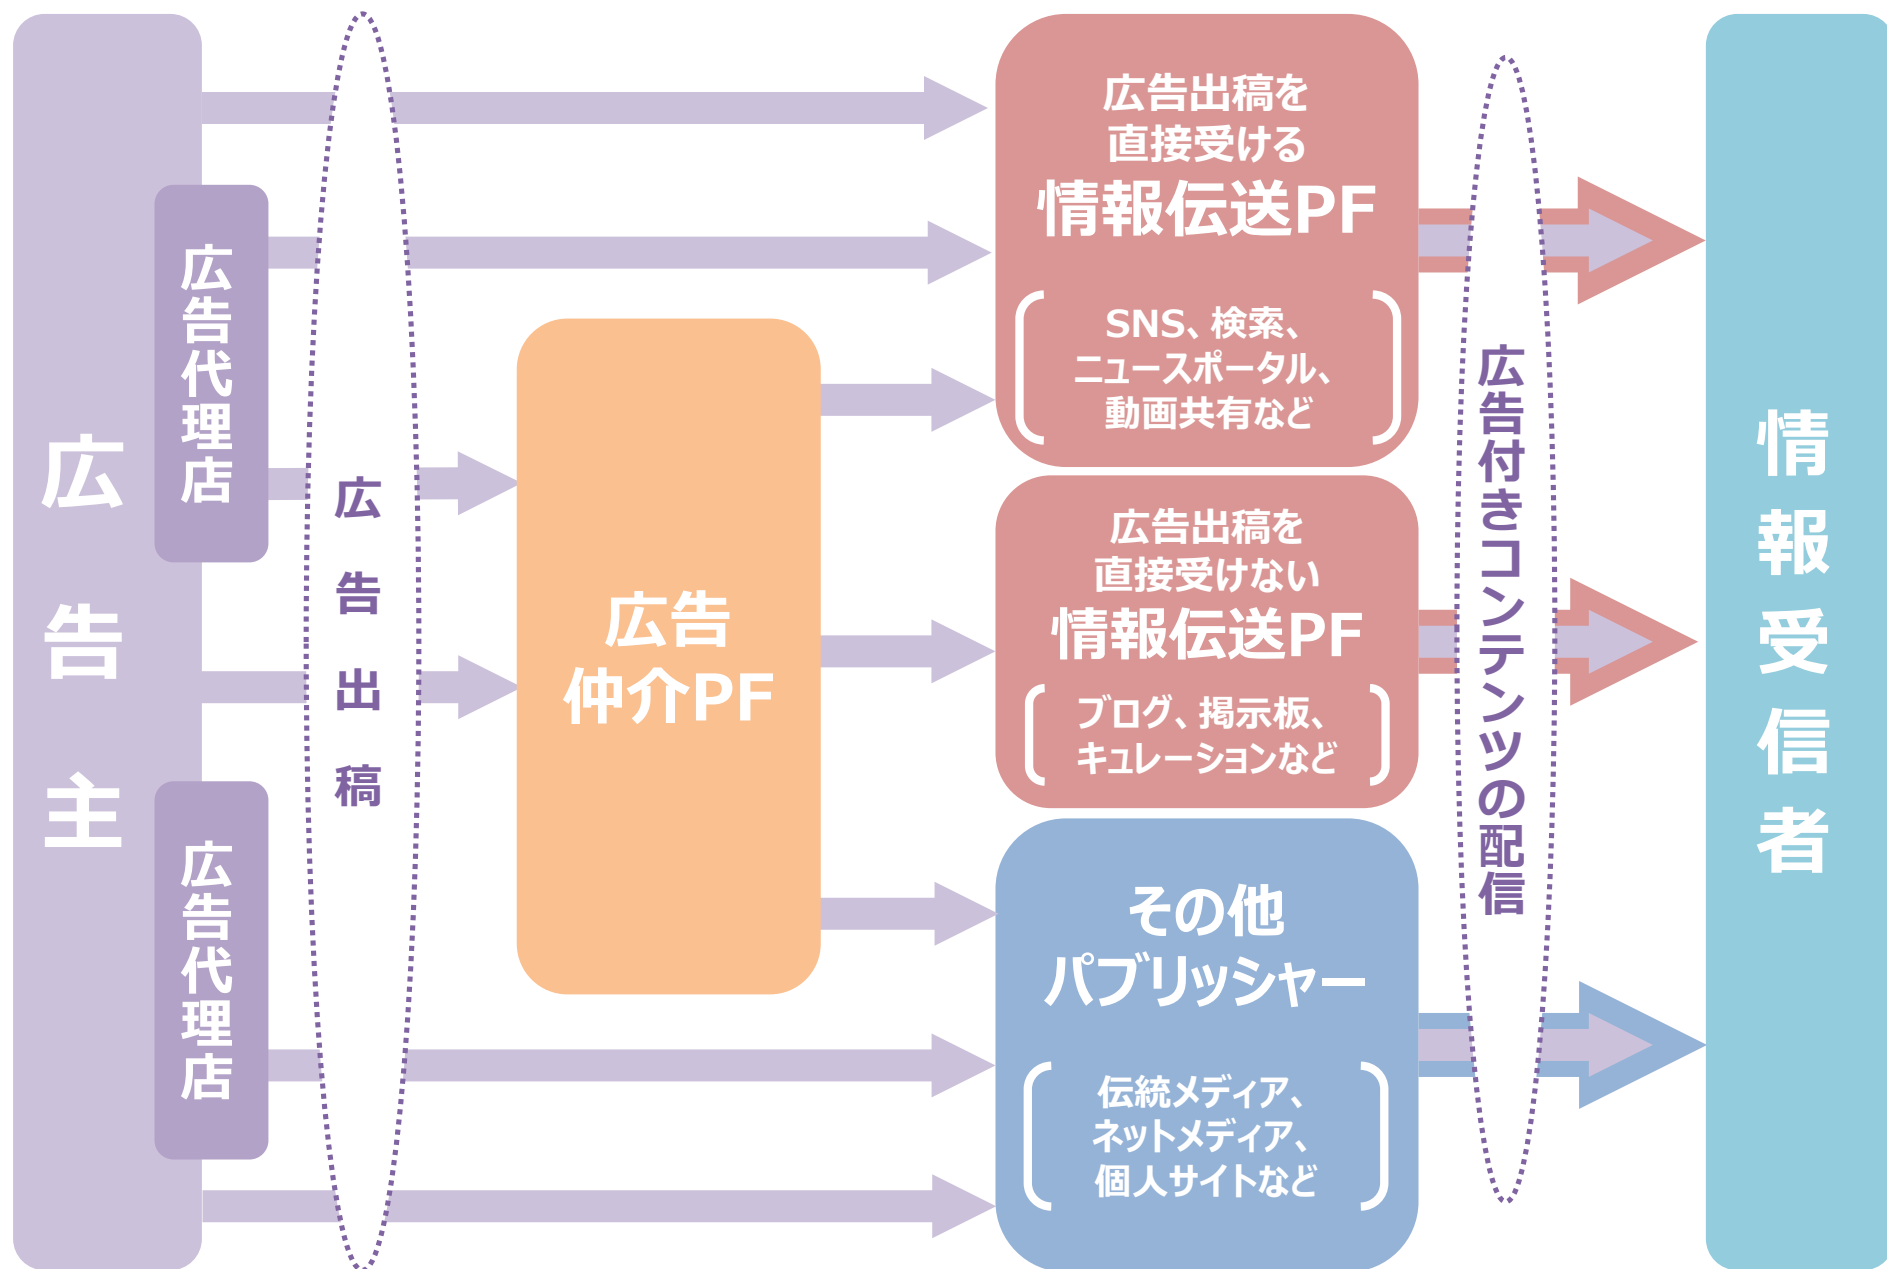 広告主
広告代理店
広告代理店
広告出稿
広告
仲介PF
広告出稿を
直接受ける
情報伝送PF
SNS、検索、
ニュースポータル、
動画共有など
広告出稿を
直接受けない
情報伝送PF
ブログ、掲示板、
キュレーションなど
その他
パブリッシャー
伝統メディア、
ネットメディア、
個人サイトなど
広告付きコンテンツの配信
情報受信者